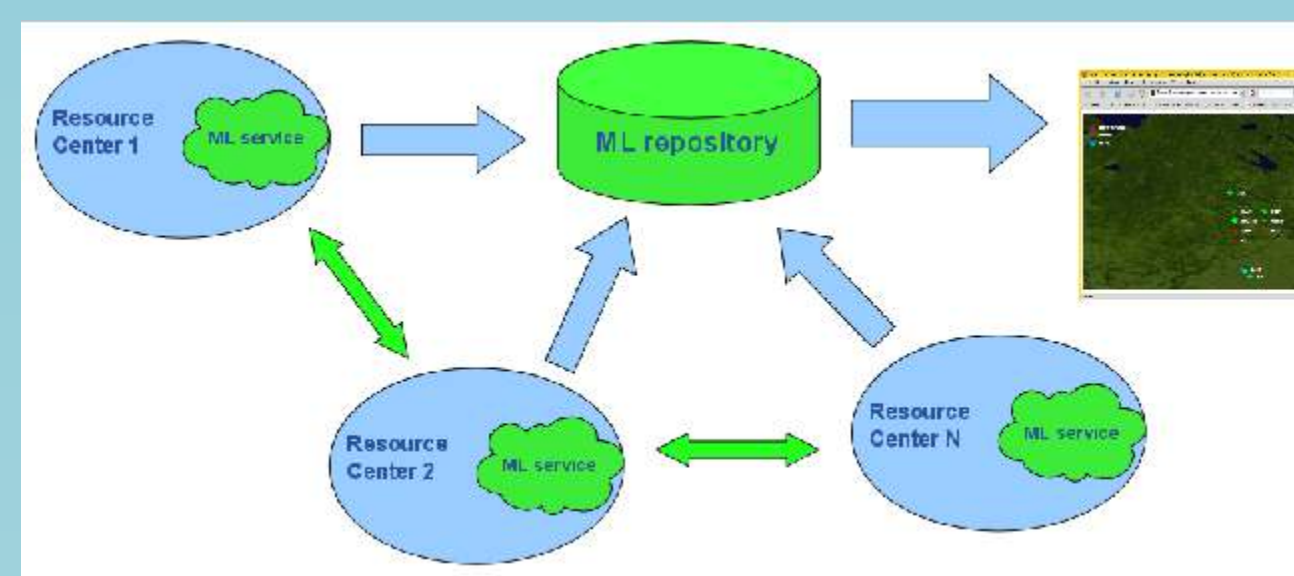 Resource
Center 1
ML service
ML repository
Resource
Center 2
ML service
Resource
Center N
ML service